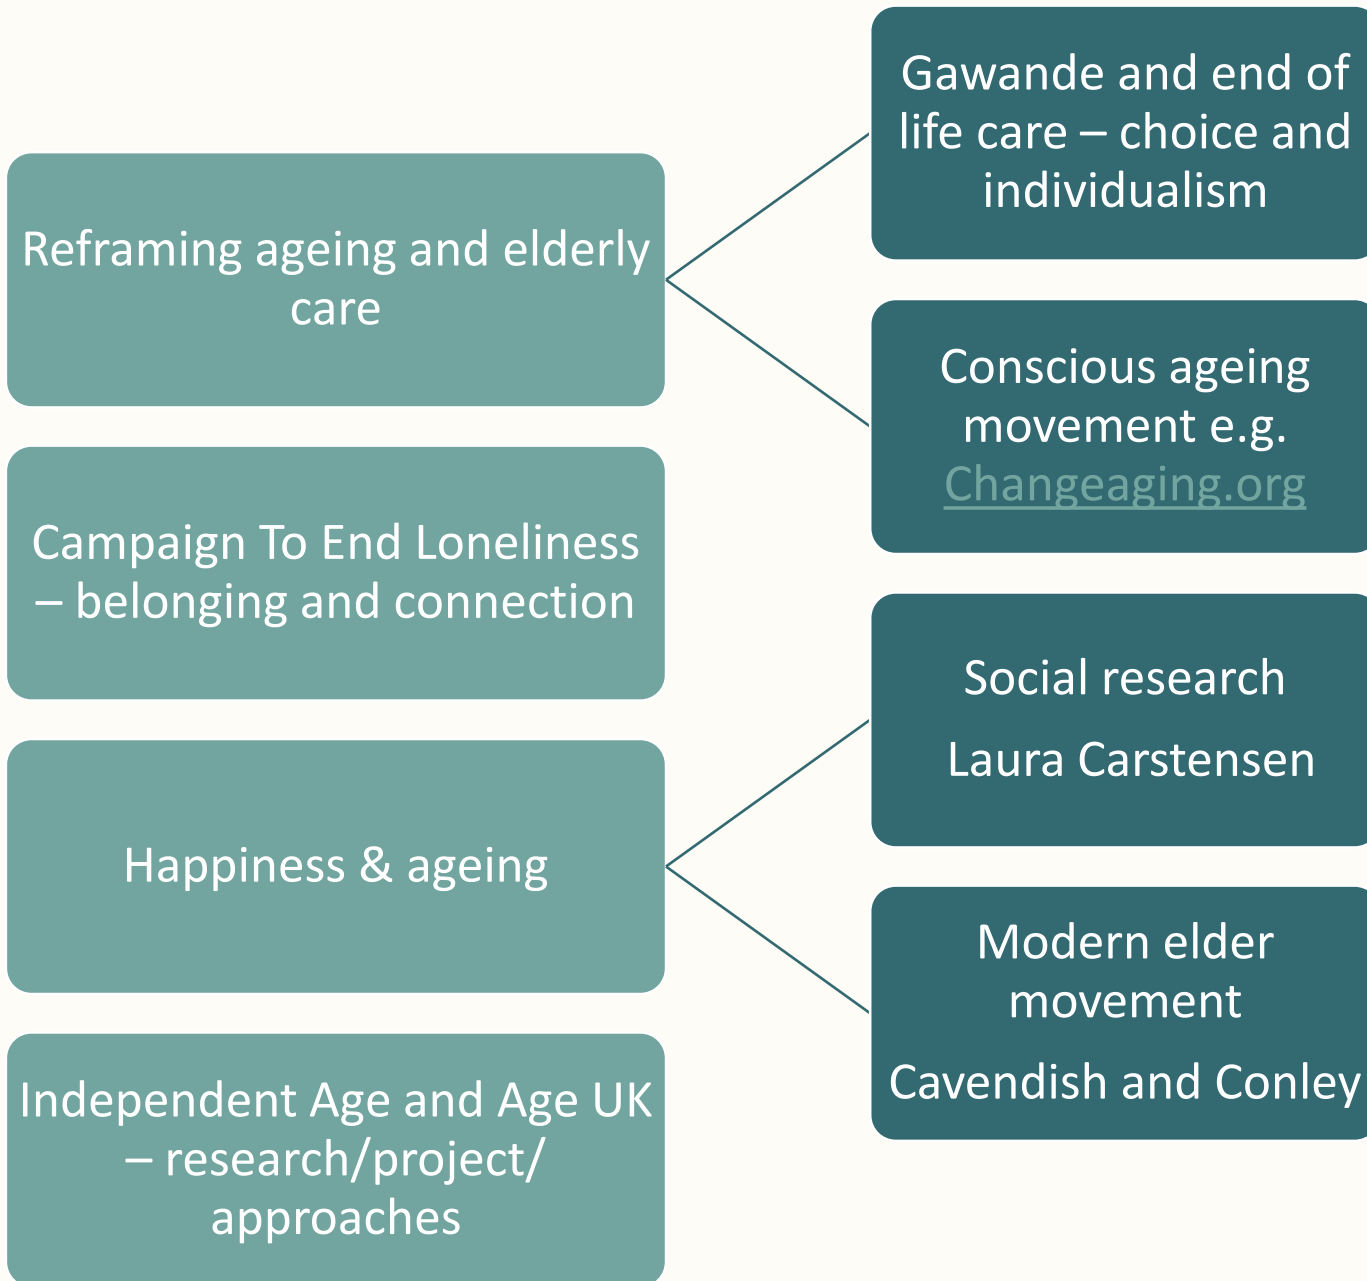 Reframing ageing and elderly
care
Gawande and end of
life care – choice and
individualism
Conscious ageing
movement e.g.
Changeaging.org
Campaign To End Loneliness
– belonging and connection
Happiness & ageing
Social research
Laura Carstensen
Modern elder
movement
Cavendish and Conley
Independent Age and Age UK
– research/project/
approaches